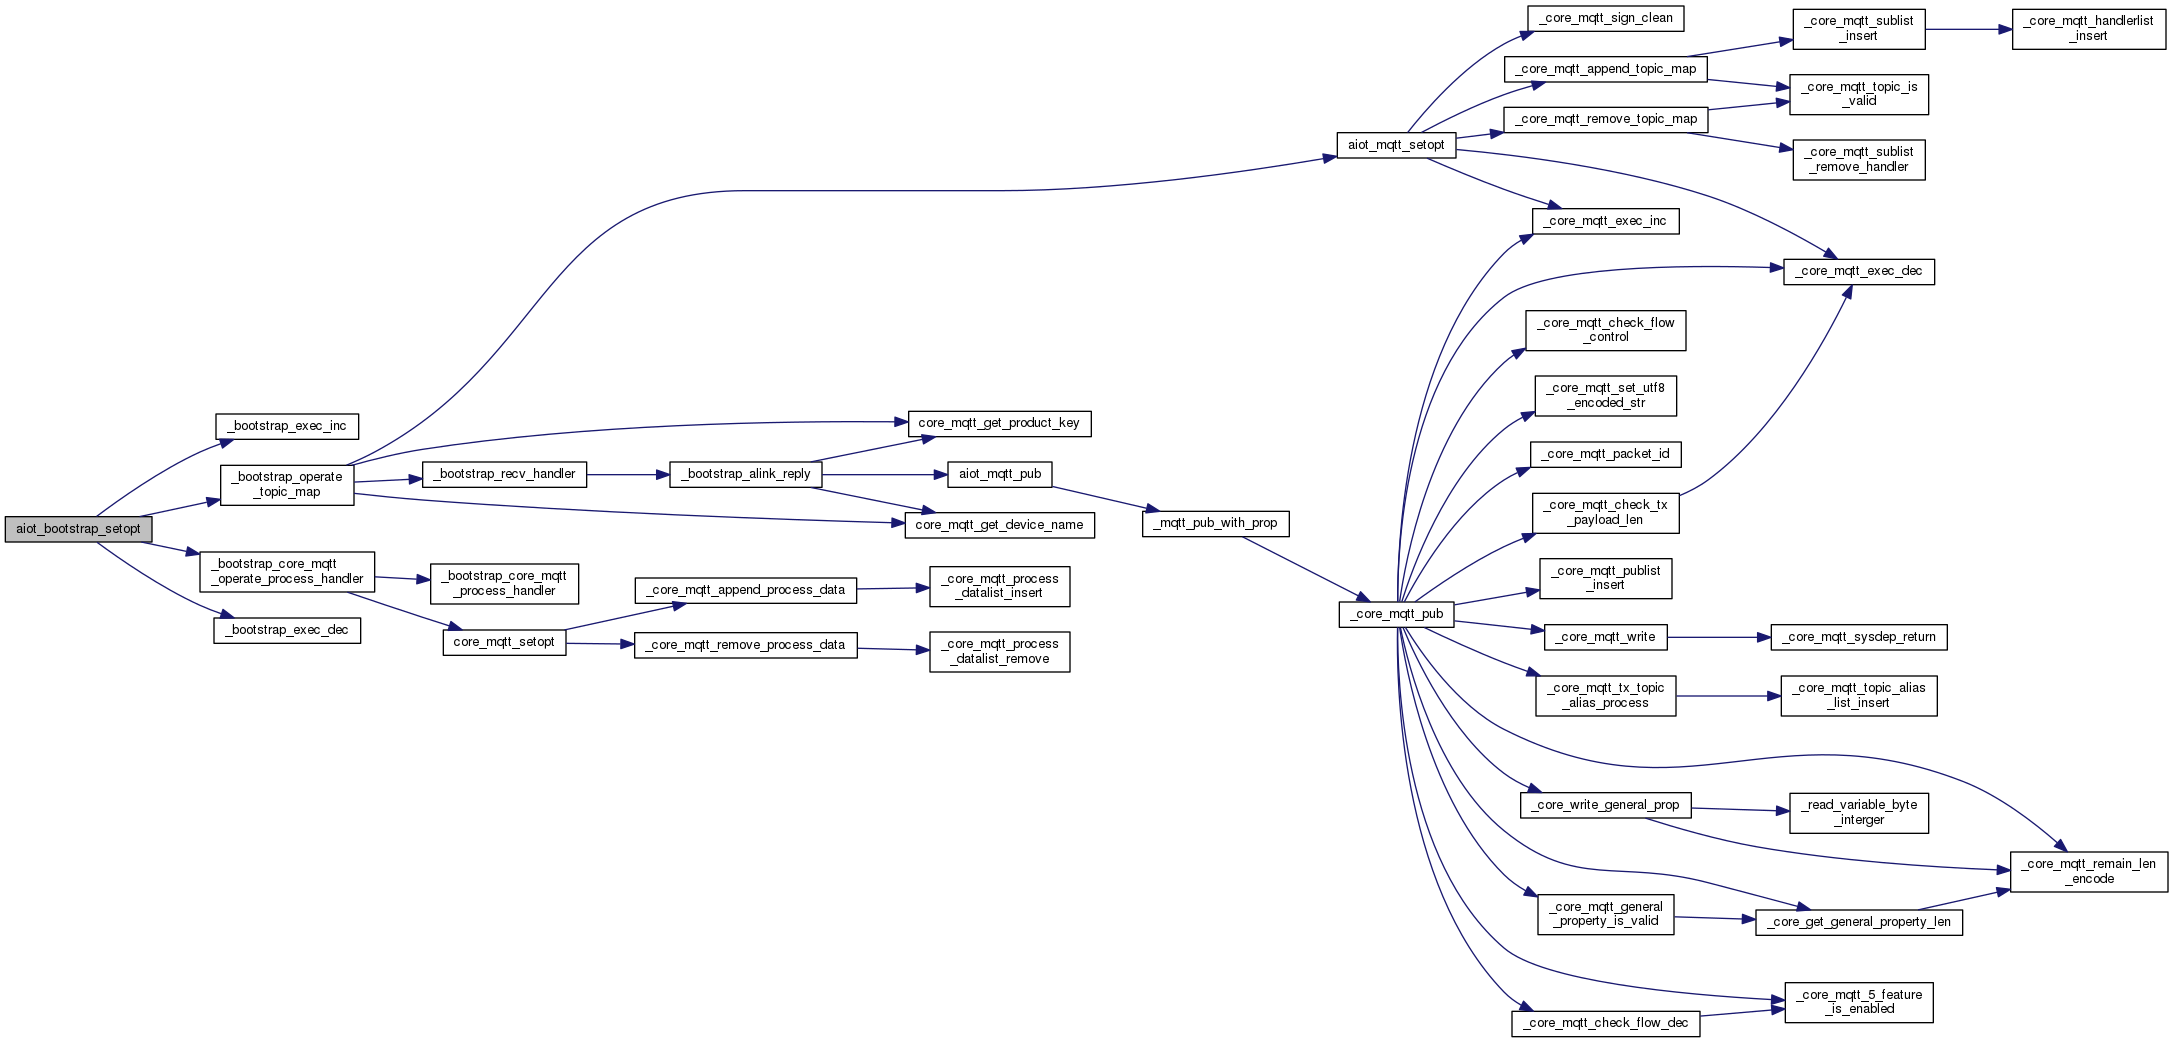 aiot_bootstrap_setopt
_bootstrap_exec_inc
_bootstrap_operate
_topic_map
_bootstrap_core_mqtt
_operate_process_handler
_bootstrap_exec_dec
_bootstrap_recv_handler
_bootstrap_core_mqtt
_process_handler
core_mqtt_setopt
_bootstrap_alink_reply
_core_mqtt_append_process_data
_core_mqtt_remove_process_data
core_mqtt_get_product_key
aiot_mqtt_pub
core_mqtt_get_device_name
_core_mqtt_process
_datalist_insert
_core_mqtt_process
_datalist_remove
_mqtt_pub_with_prop
aiot_mqtt_setopt
_core_mqtt_pub
_core_mqtt_sign_clean
_core_mqtt_append_topic_map
_core_mqtt_remove_topic_map
_core_mqtt_exec_inc
_core_mqtt_check_flow
_control
_core_mqtt_set_utf8
_encoded_str
_core_mqtt_packet_id
_core_mqtt_check_tx
_payload_len
_core_mqtt_publist
_insert
_core_mqtt_write
_core_mqtt_tx_topic
_alias_process
_core_write_general_prop
_core_mqtt_general
_property_is_valid
_core_mqtt_check_flow_dec
_core_mqtt_sublist
_insert
_core_mqtt_topic_is
_valid
_core_mqtt_sublist
_remove_handler
_core_mqtt_exec_dec
_core_mqtt_sysdep_return
_core_mqtt_topic_alias
_list_insert
_read_variable_byte
_interger
_core_get_general_property_len
_core_mqtt_5_feature
_is_enabled
_core_mqtt_handlerlist
_insert
_core_mqtt_remain_len
_encode